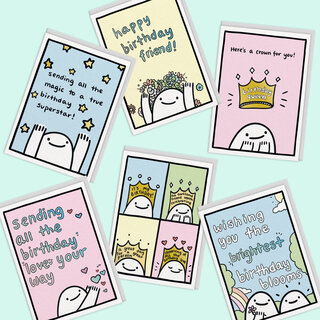 sending all the
magic to a true
birthday
superstar!
happy
birthday
friend!
Here's a crown for you!
sending
all the
birthday
love your
way
wishing
you the
brightest
birthday
blooms